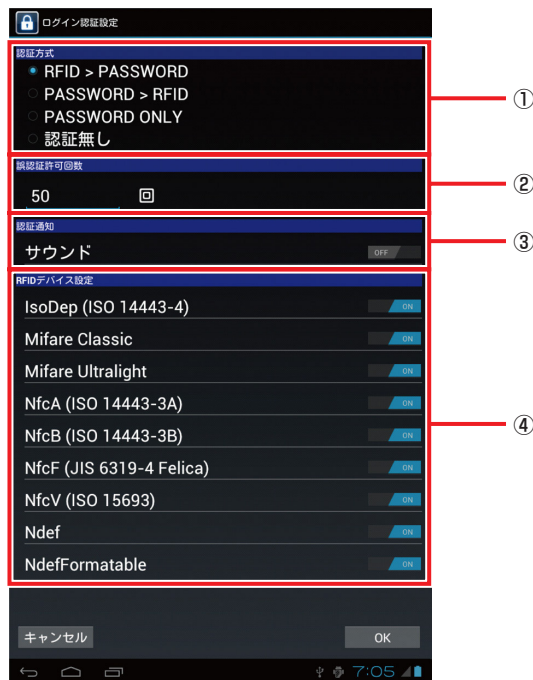 ログイン認証設定
認証方式
RFID > PASSWORD
PASSWORD > RFID
PASSWORD ONLY
認証無し
①
誤認証許可回数
50 回
②
認証通知
サウンド OFF
③
RFIDデバイス設定
IsoDep (ISO 14443-4) ON
Mifare Classic ON
Mifare Ultralight ON
NfcA (ISO 14443-3A) ON
NfcB (ISO 14443-3B) ON
④
NfcF (JIS 6319-4 Felica) ON
NfcV (ISO 15693) ON
Ndef ON
NdefFormatable ON
キャンセル OK
7:05